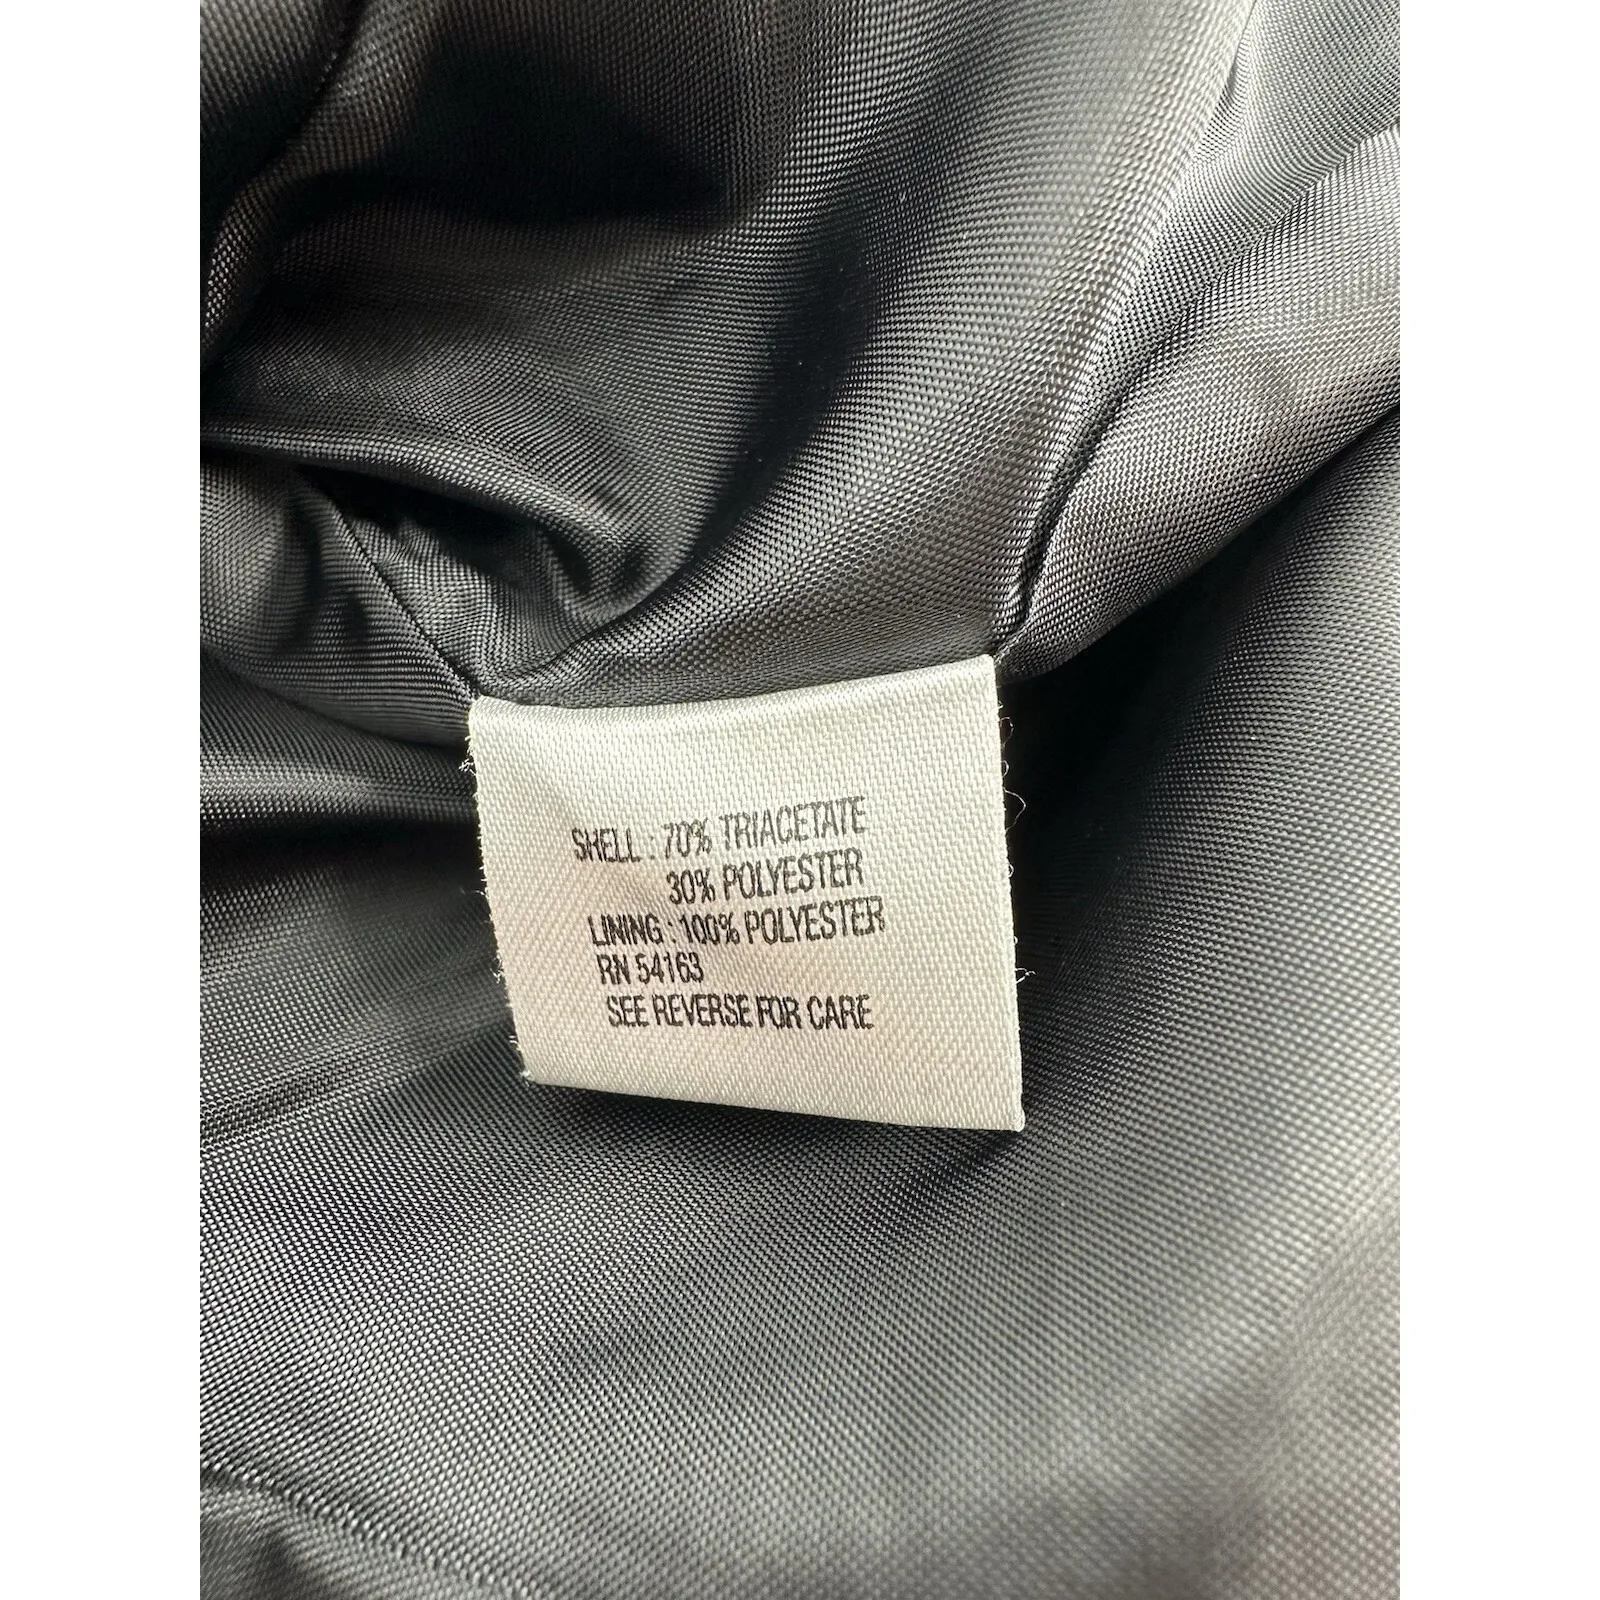 SHELL : 70% TRIACETATE
30% POLYESTER
LINING : 100% POLYESTER
RN 54163
SEE REVERSE FOR CARE